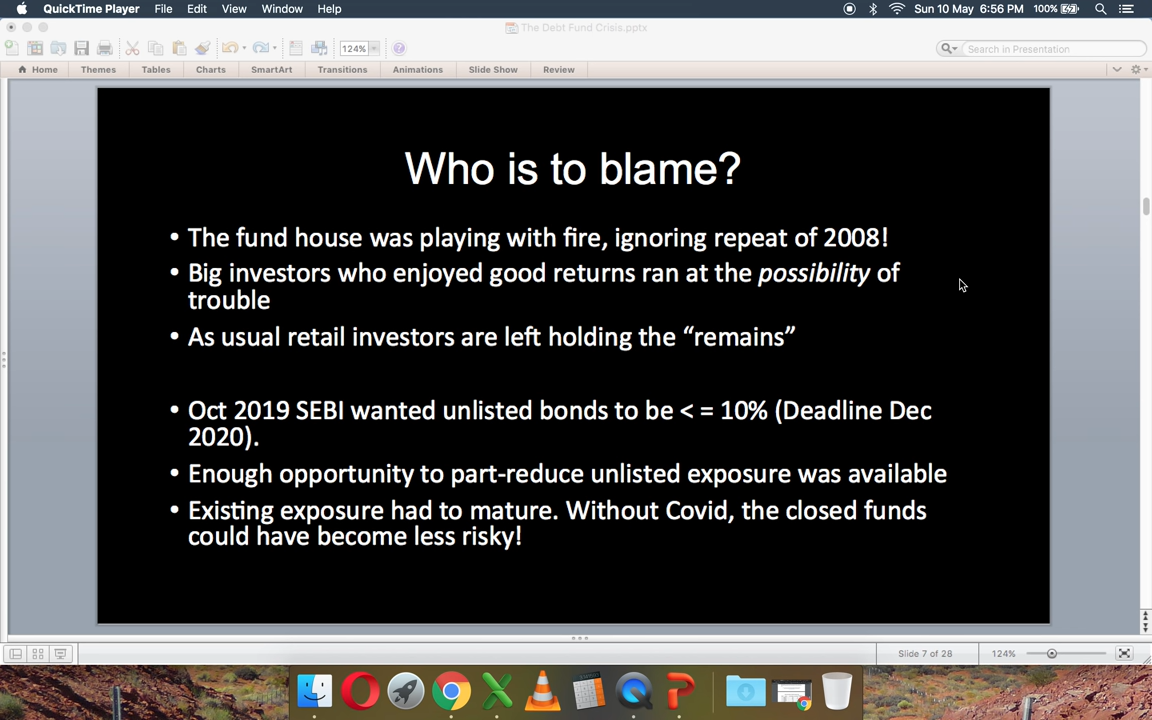 QuickTime Player File Edit View Window Help Sun 10 May 6:56 PM 100%
The Debt Fund Crisis.pptx
124% Search in Presentation
Home Themes Tables Charts SmartArt Transitions Animations Slide Show Review
Who is to blame?
• The fund house was playing with fire, ignoring repeat of 2008!
• Big investors who enjoyed good returns ran at the possibility of
trouble
• As usual retail investors are left holding the “remains”
• Oct 2019 SEBI wanted unlisted bonds to be < = 10% (Deadline Dec
2020).
• Enough opportunity to part-reduce unlisted exposure was available
• Existing exposure had to mature. Without Covid, the closed funds
could have become less risky!
Slide 7 of 28 124%